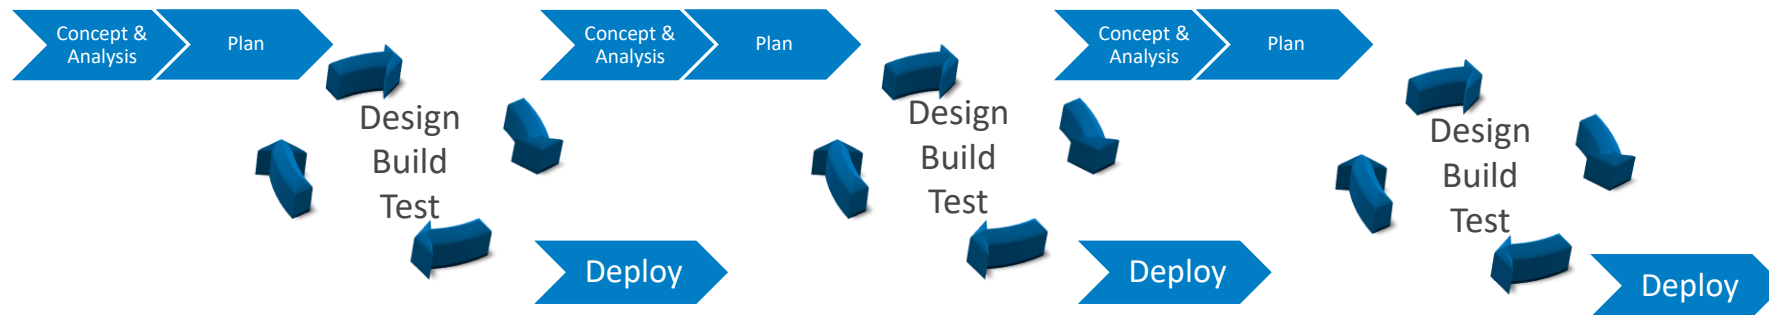 Concept &
Analysis
Plan
Design
Build
Test
Deploy
Concept &
Analysis
Plan
Design
Build
Test
Deploy
Concept &
Analysis
Plan
Design
Build
Test
Deploy